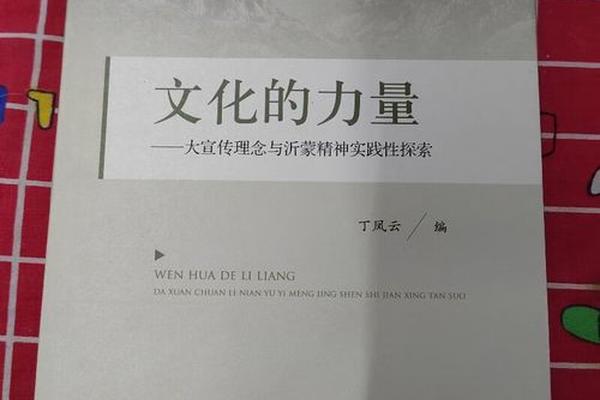 文化的力量
——大宣传理念与沂蒙精神实践性探索
丁凤云／编
WEN HUA DE LI LIANG
DA XUAN CHUAN LI NIAN YU YI MENG JING SHEN SHI JIAN XING TAN SUO